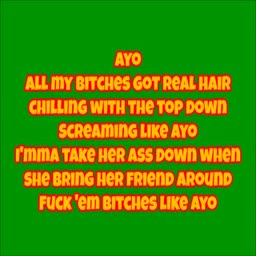 AYO
All my bitches got real hair
chilling with the top down
screaming like AYO
I'mma take her ass down when
she bring her friend around
Fuck 'em bitches like AYO